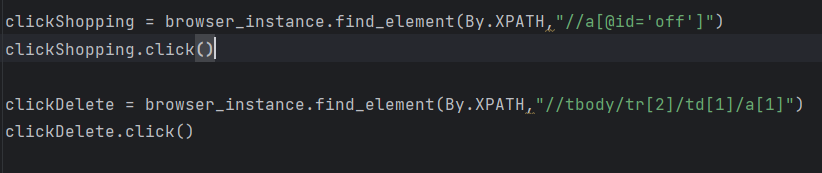 clickShopping = browser_instance.find_element(By.XPATH,"//a[@id='off']")
clickShopping.click()
clickDelete = browser_instance.find_element(By.XPATH,"//tbody/tr[2]/td[1]/a[1]")
clickDelete.click()